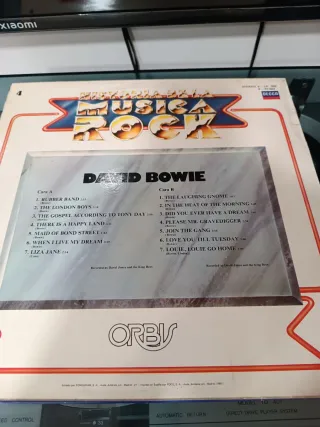 xiaomi
4
HISTORIA DE LA
MUSICA
ROCK
DECCA
DAVID BOWIE
Cara A
1. RUBBER BAND
2. THE LONDON BOYS
3. THE GOSPEL ACCORDING TO TONY DAY
4. THERE IS A HAPPY LAND
5. MAID OF BOND STREET
6. WHEN I LIVE MY DREAM
7. LIZA JANE
Cara B
1. THE LAUGHING GNOME
2. IN THE HEAT OF THE MORNING
3. DID YOU EVER HAVE A DREAM
4. PLEASE MR. GRAVEDIGGER
5. JOIN THE GANG
6. LOVE YOU TILL TUESDAY
7. LOUIE, LOUIE GO HOME
ORBIS
CONTROL
AUTOMATIC RETURN